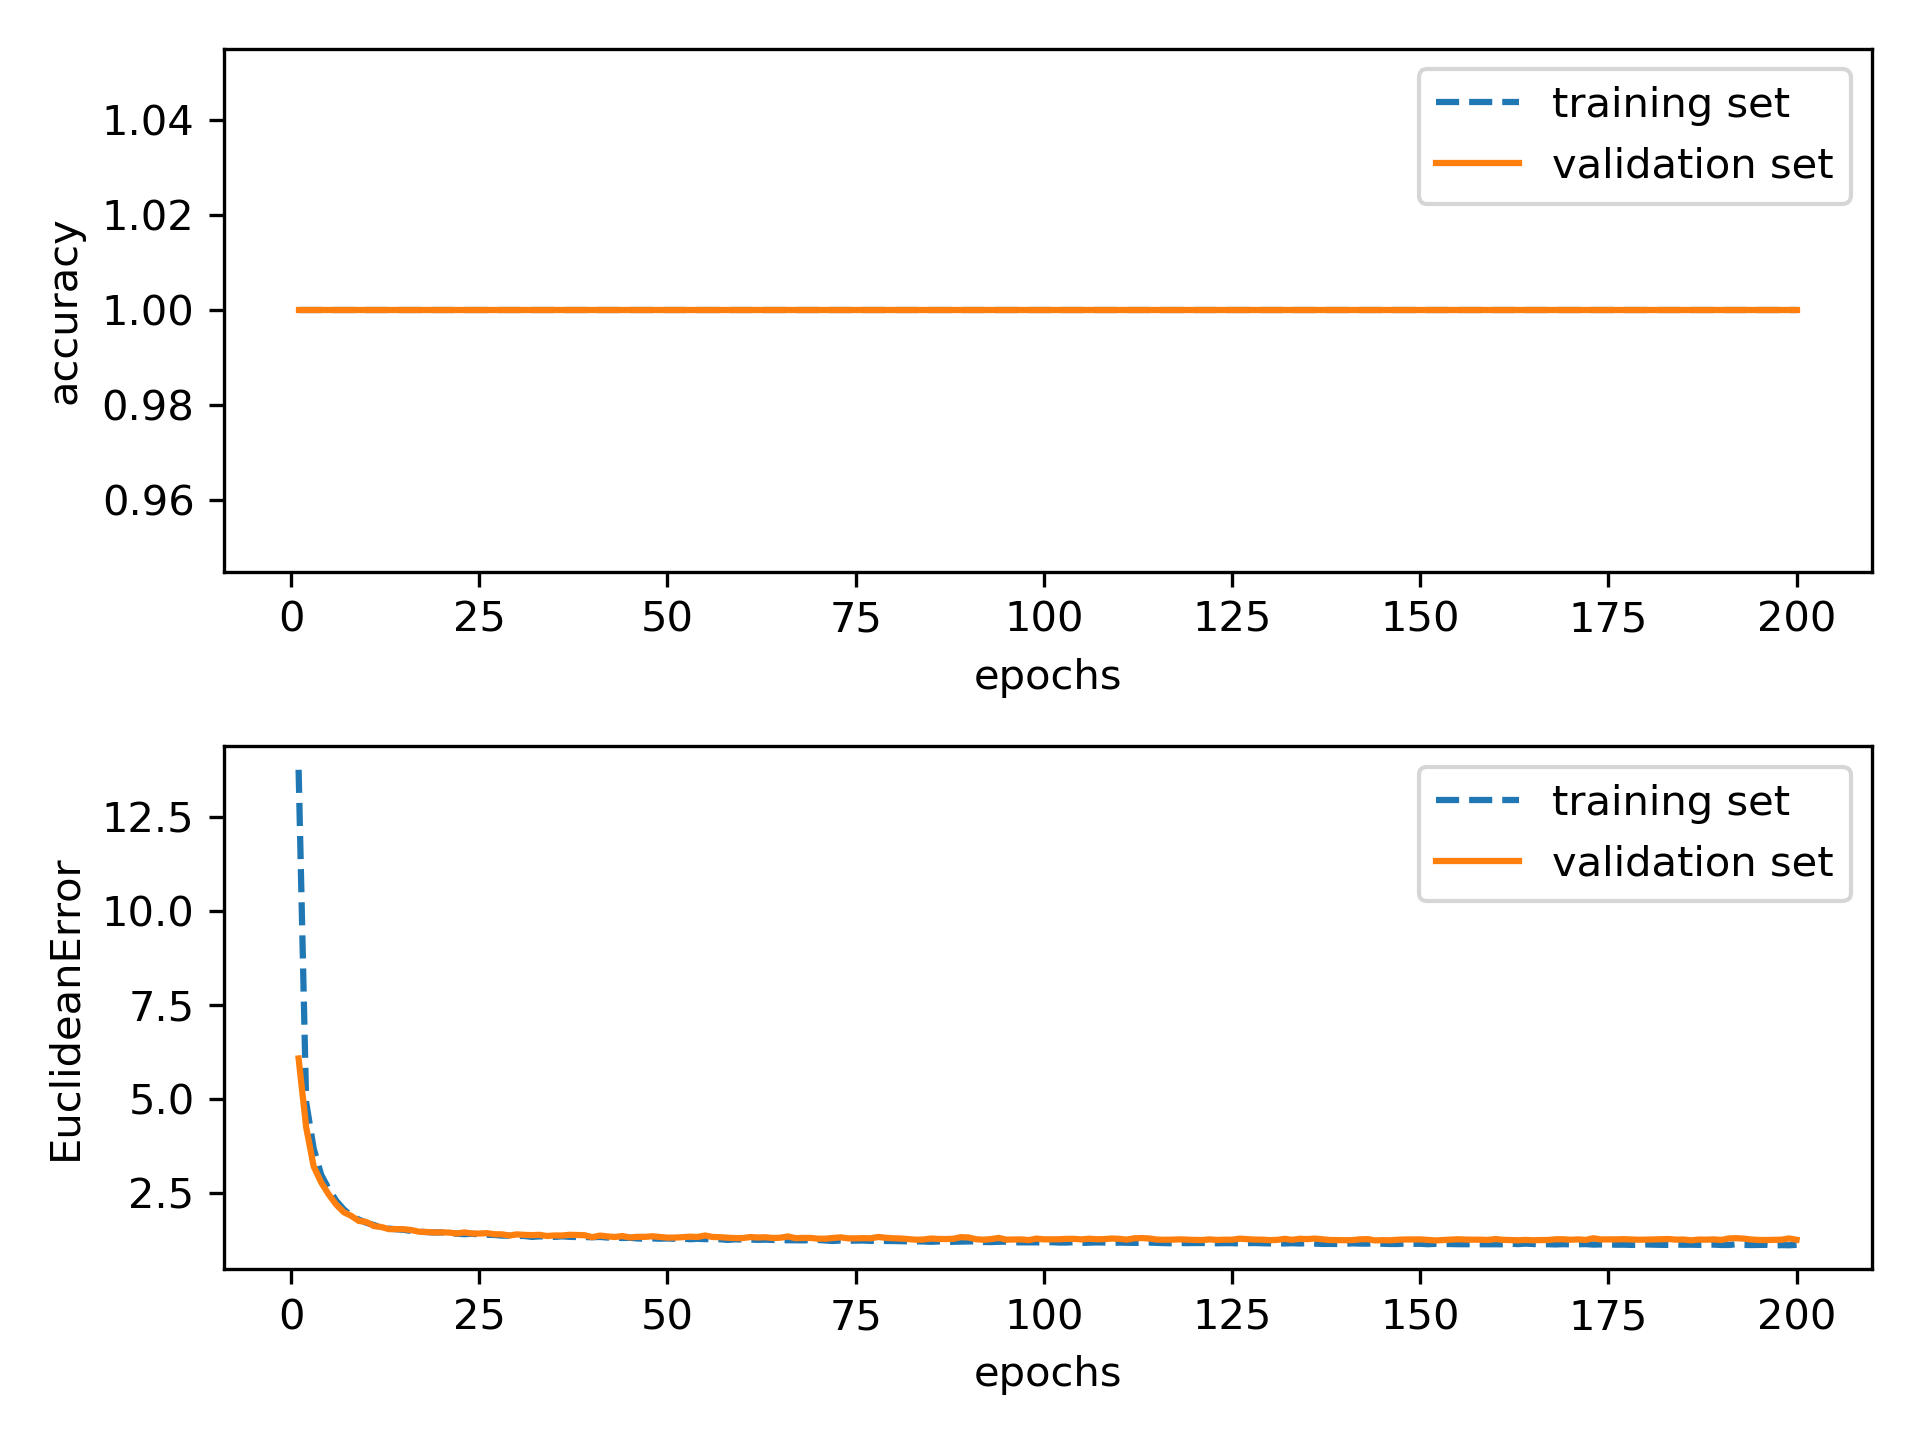 training set
validation set
accuracy
1.04
1.02
1.00
0.98
0.96
0 25 50 75 100 125 150 175 200
epochs
training set
validation set
EuclideanError
12.5
10.0
7.5
5.0
2.5
0 25 50 75 100 125 150 175 200
epochs